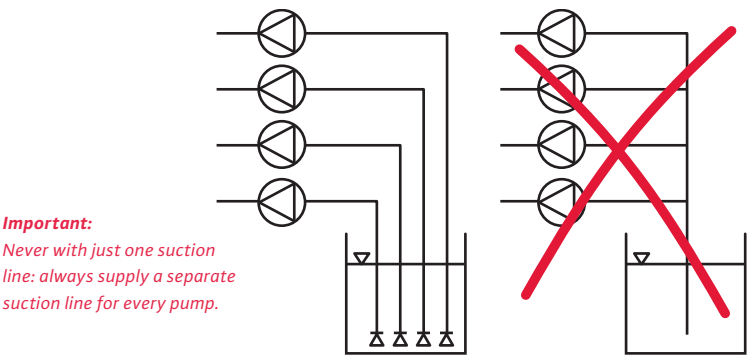 Important:
Never with just one suction
line: always supply a separate
suction line for every pump.